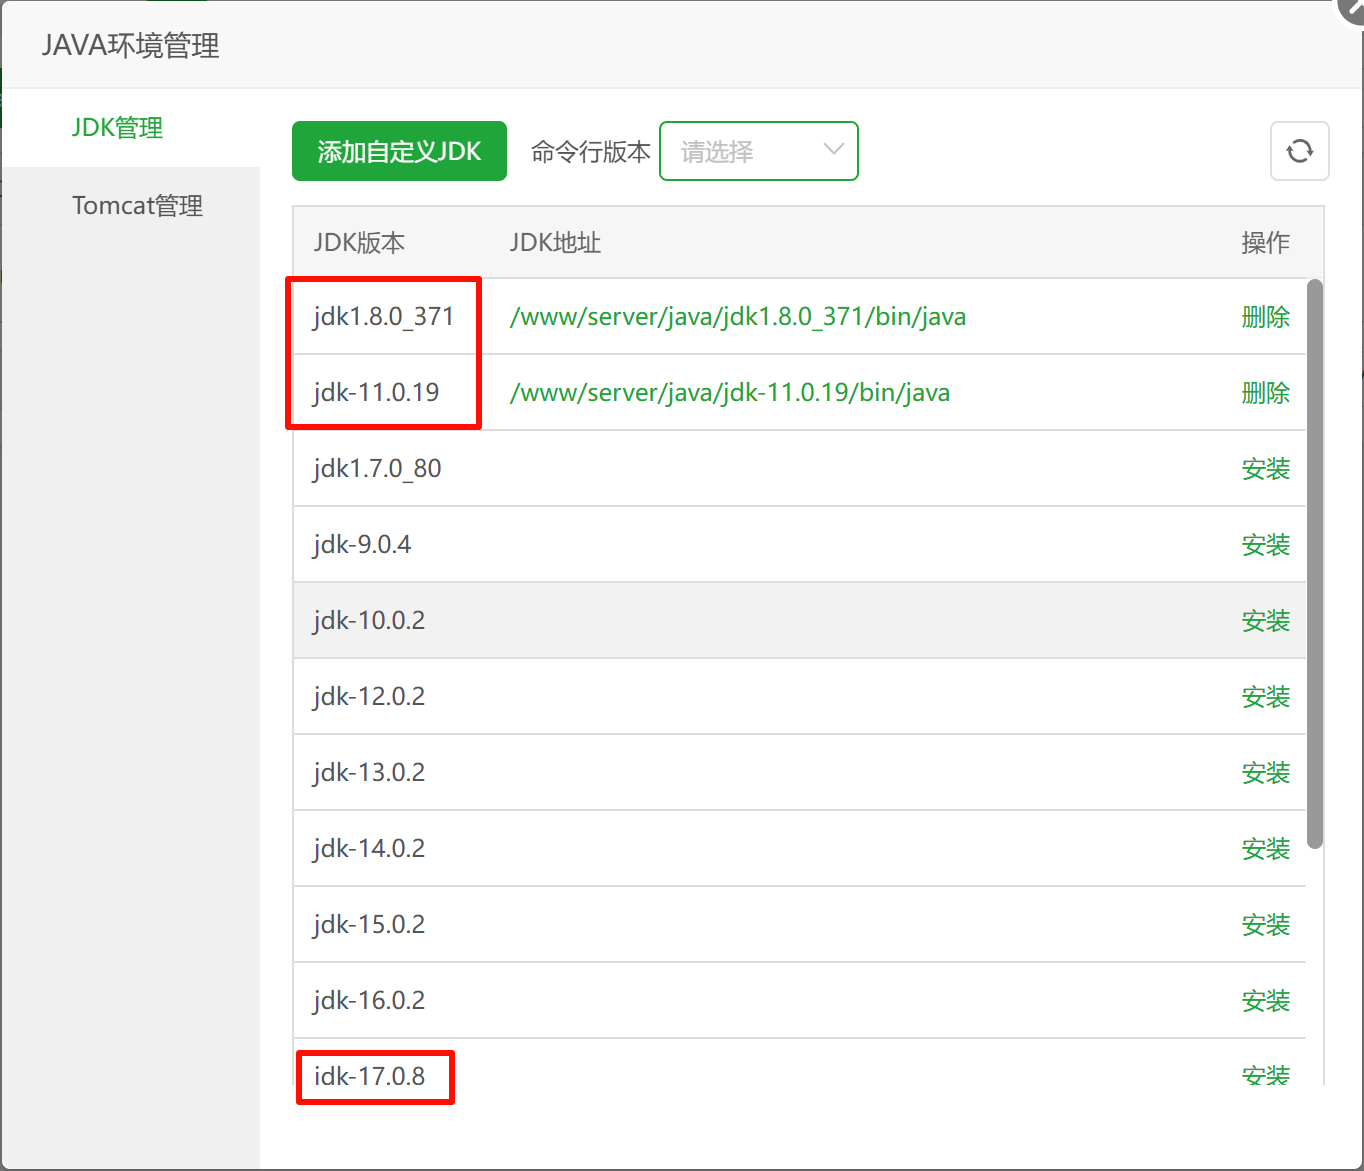 JAVA环境管理
JDK管理
Tomcat管理
添加自定义JDK 命令行版本 请选择
JDK版本 JDK地址 操作
jdk1.8.0_371 /www/server/java/jdk1.8.0_371/bin/java 删除
jdk-11.0.19 /www/server/java/jdk-11.0.19/bin/java 删除
jdk1.7.0_80 安装
jdk-9.0.4 安装
jdk-10.0.2 安装
jdk-12.0.2 安装
jdk-13.0.2 安装
jdk-14.0.2 安装
jdk-15.0.2 安装
jdk-16.0.2 安装
jdk-17.0.8 安装